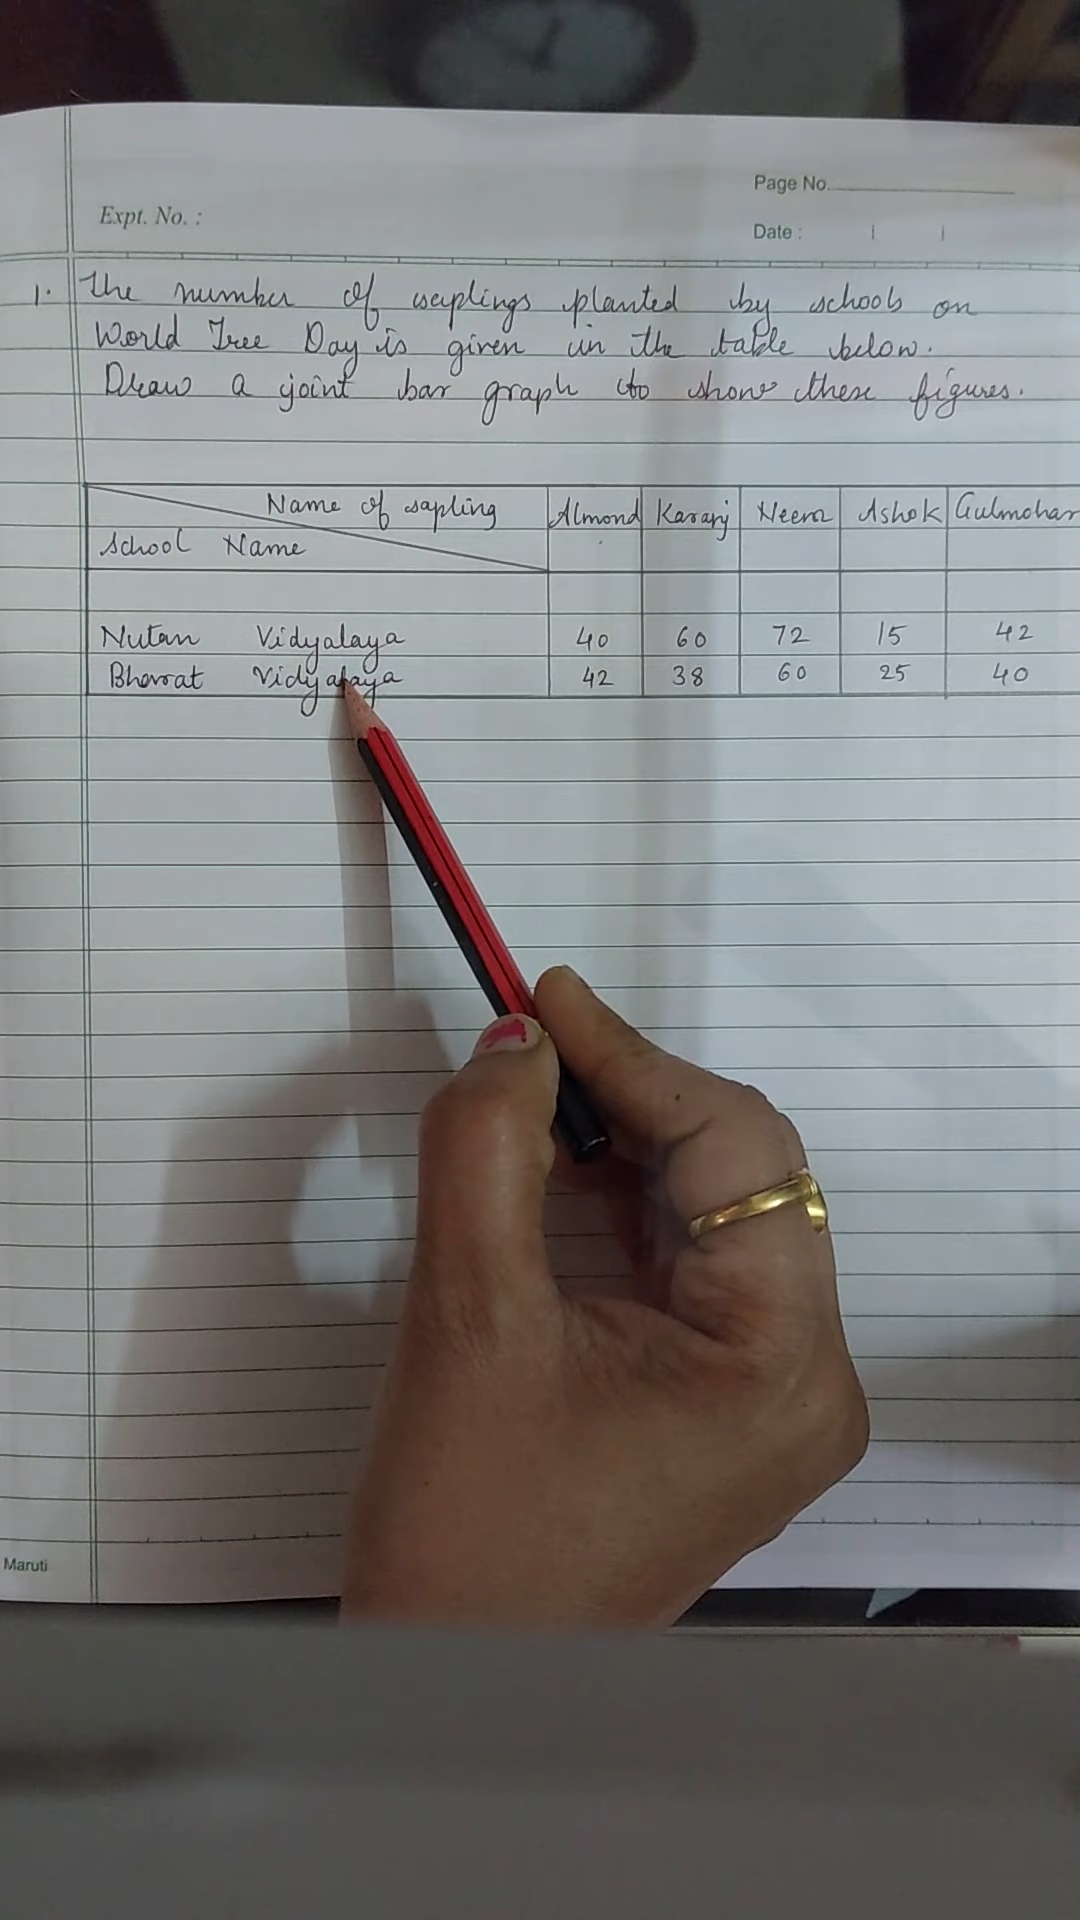 Page No.
Expt. No. :
Date :
1. The number of saplings planted by schools on
World Tree Day is given in the table below.
Draw a joint bar graph to show these figures.
Name of sapling Almond Karanj Neem Ashok Gulmohar
School Name
Nutan Vidyalaya 40 60 72 15 42
Bharat Vidyalaya 42 38 60 25 40
Maruti